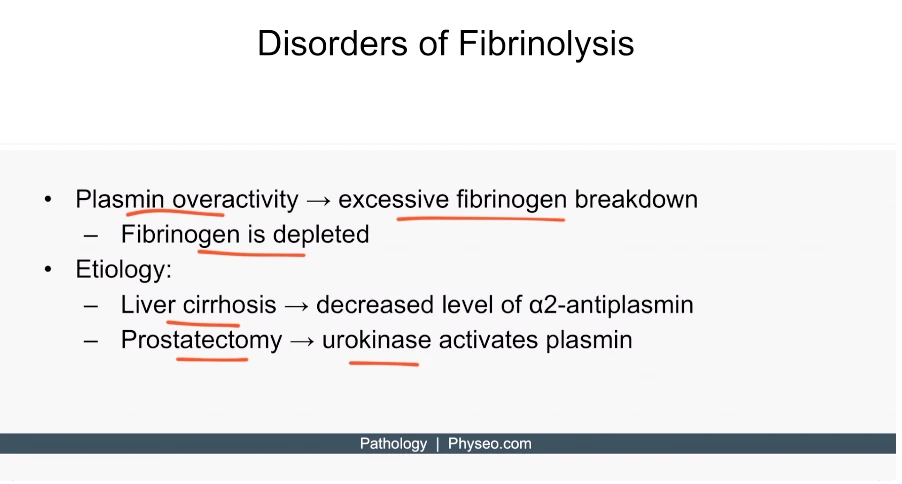 Disorders of Fibrinolysis
• Plasmin overactivity → excessive fibrinogen breakdown
– Fibrinogen is depleted
• Etiology:
– Liver cirrhosis → decreased level of α2-antiplasmin
– Prostatectomy → urokinase activates plasmin
Pathology | Physeo.com